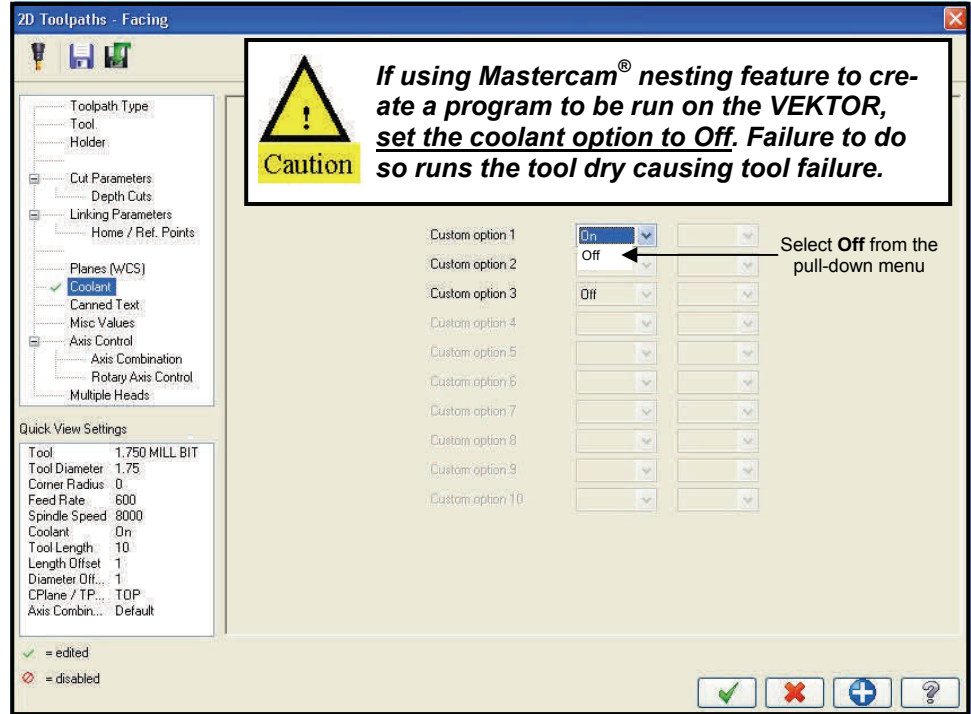 2D Toolpaths - Facing
If using Mastercam® nesting feature to cre-
ate a program to be run on the VEKTOR,
set the coolant option to Off. Failure to do
so runs the tool dry causing tool failure.
!
Caution
Toolpath Type
Tool
Holder
Cut Parameters
Depth Cuts
Linking Parameters
Home / Ref. Points
Planes (WCS)
Coolant
Canned Text
Misc Values
Axis Control
Axis Combination
Rotary Axis Control
Multiple Heads
Custom option 1 On
Off
Select Off from the
pull-down menu
Custom option 2
Custom option 3 Off
Custom option 4
Custom option 5
Custom option 6
Custom option 7
Custom option 8
Custom option 9
Custom option 10
Quick View Settings
Tool 1.750 MILL BIT
Tool Diameter 1.75
Corner Radius 0
Feed Rate 600
Spindle Speed 8000
Coolant On
Tool Length 10
Length Offset 1
Diameter Off... 1
CPlane / TP... TOP
Axis Combin... Default
= edited
= disabled
?